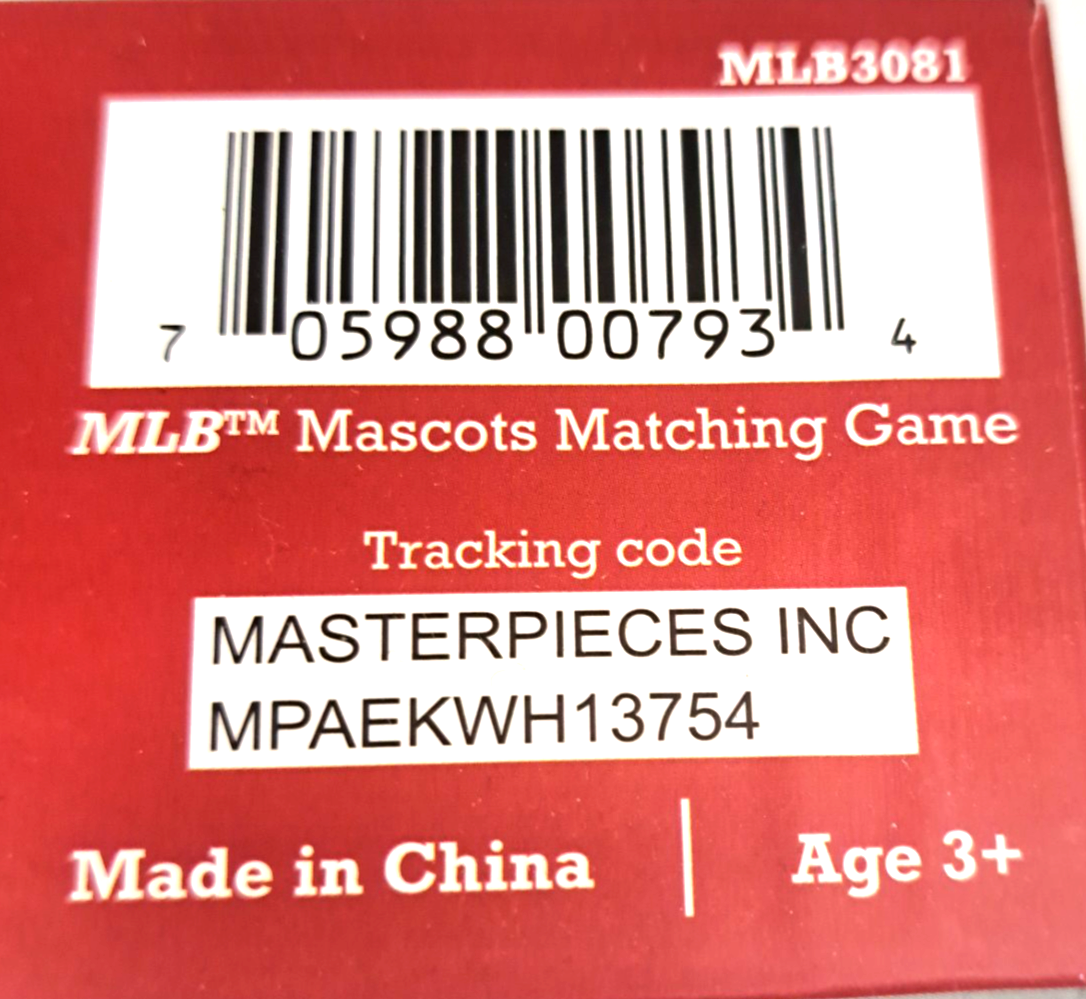 MLB3081
7 05988 00793 4
MLB™ Mascots Matching Game
Tracking code
MASTERPIECES INC
MPAEKWH13754
Made in China | Age 3+